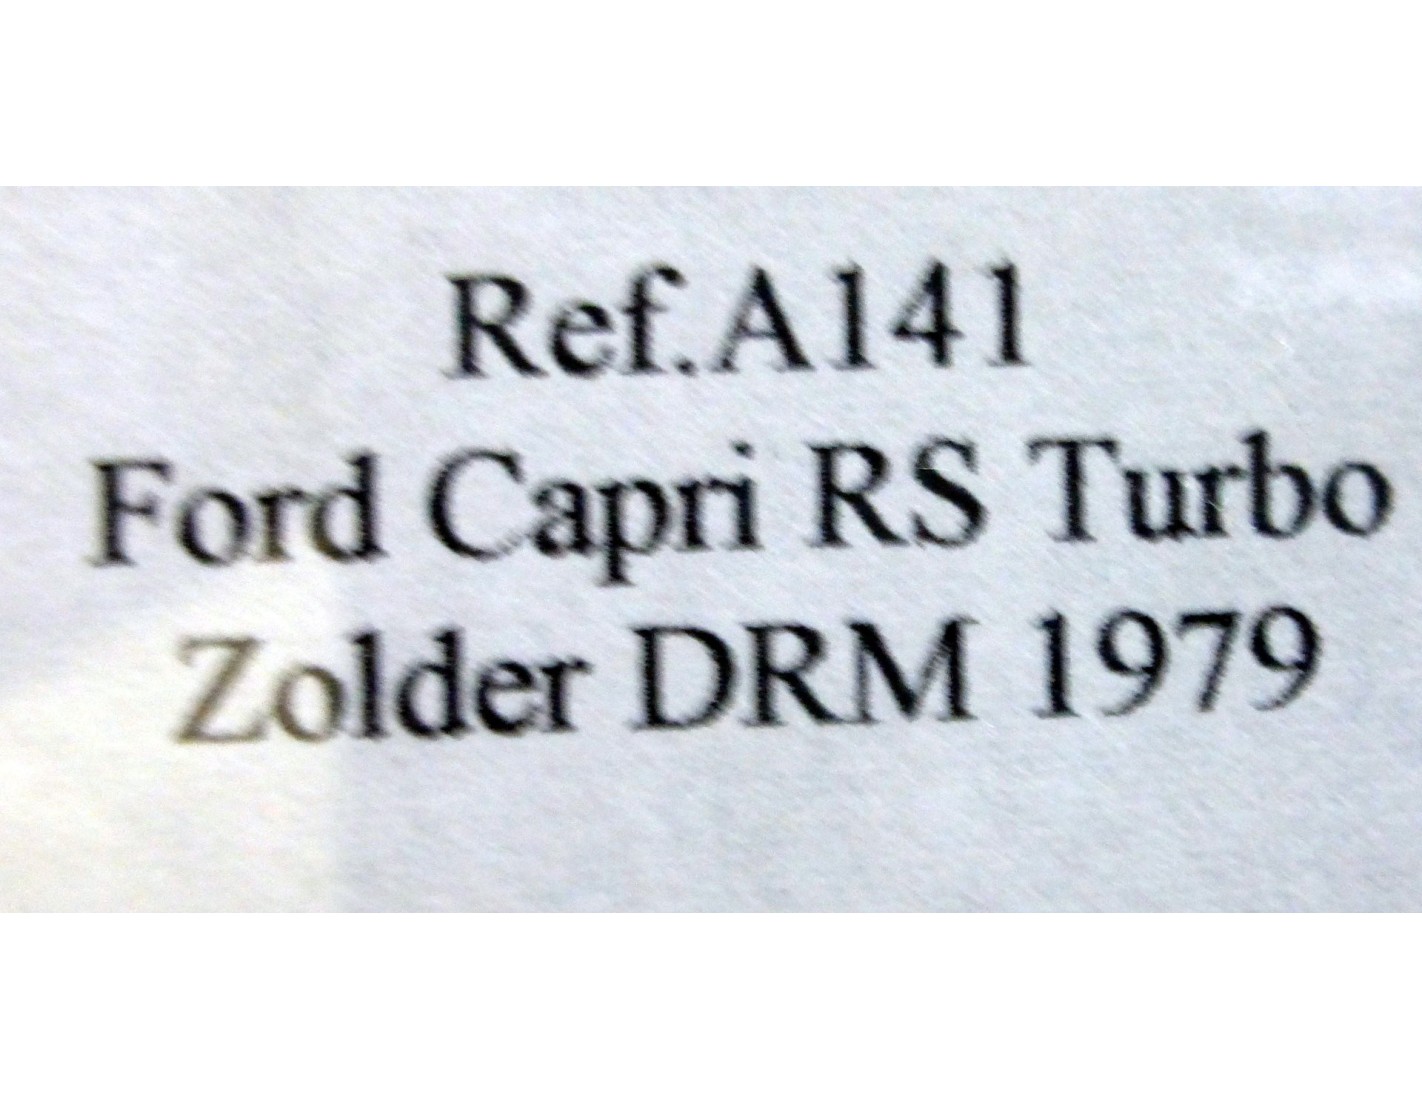 Ref.A141
Ford Capri RS Turbo
Zolder DRM 1979